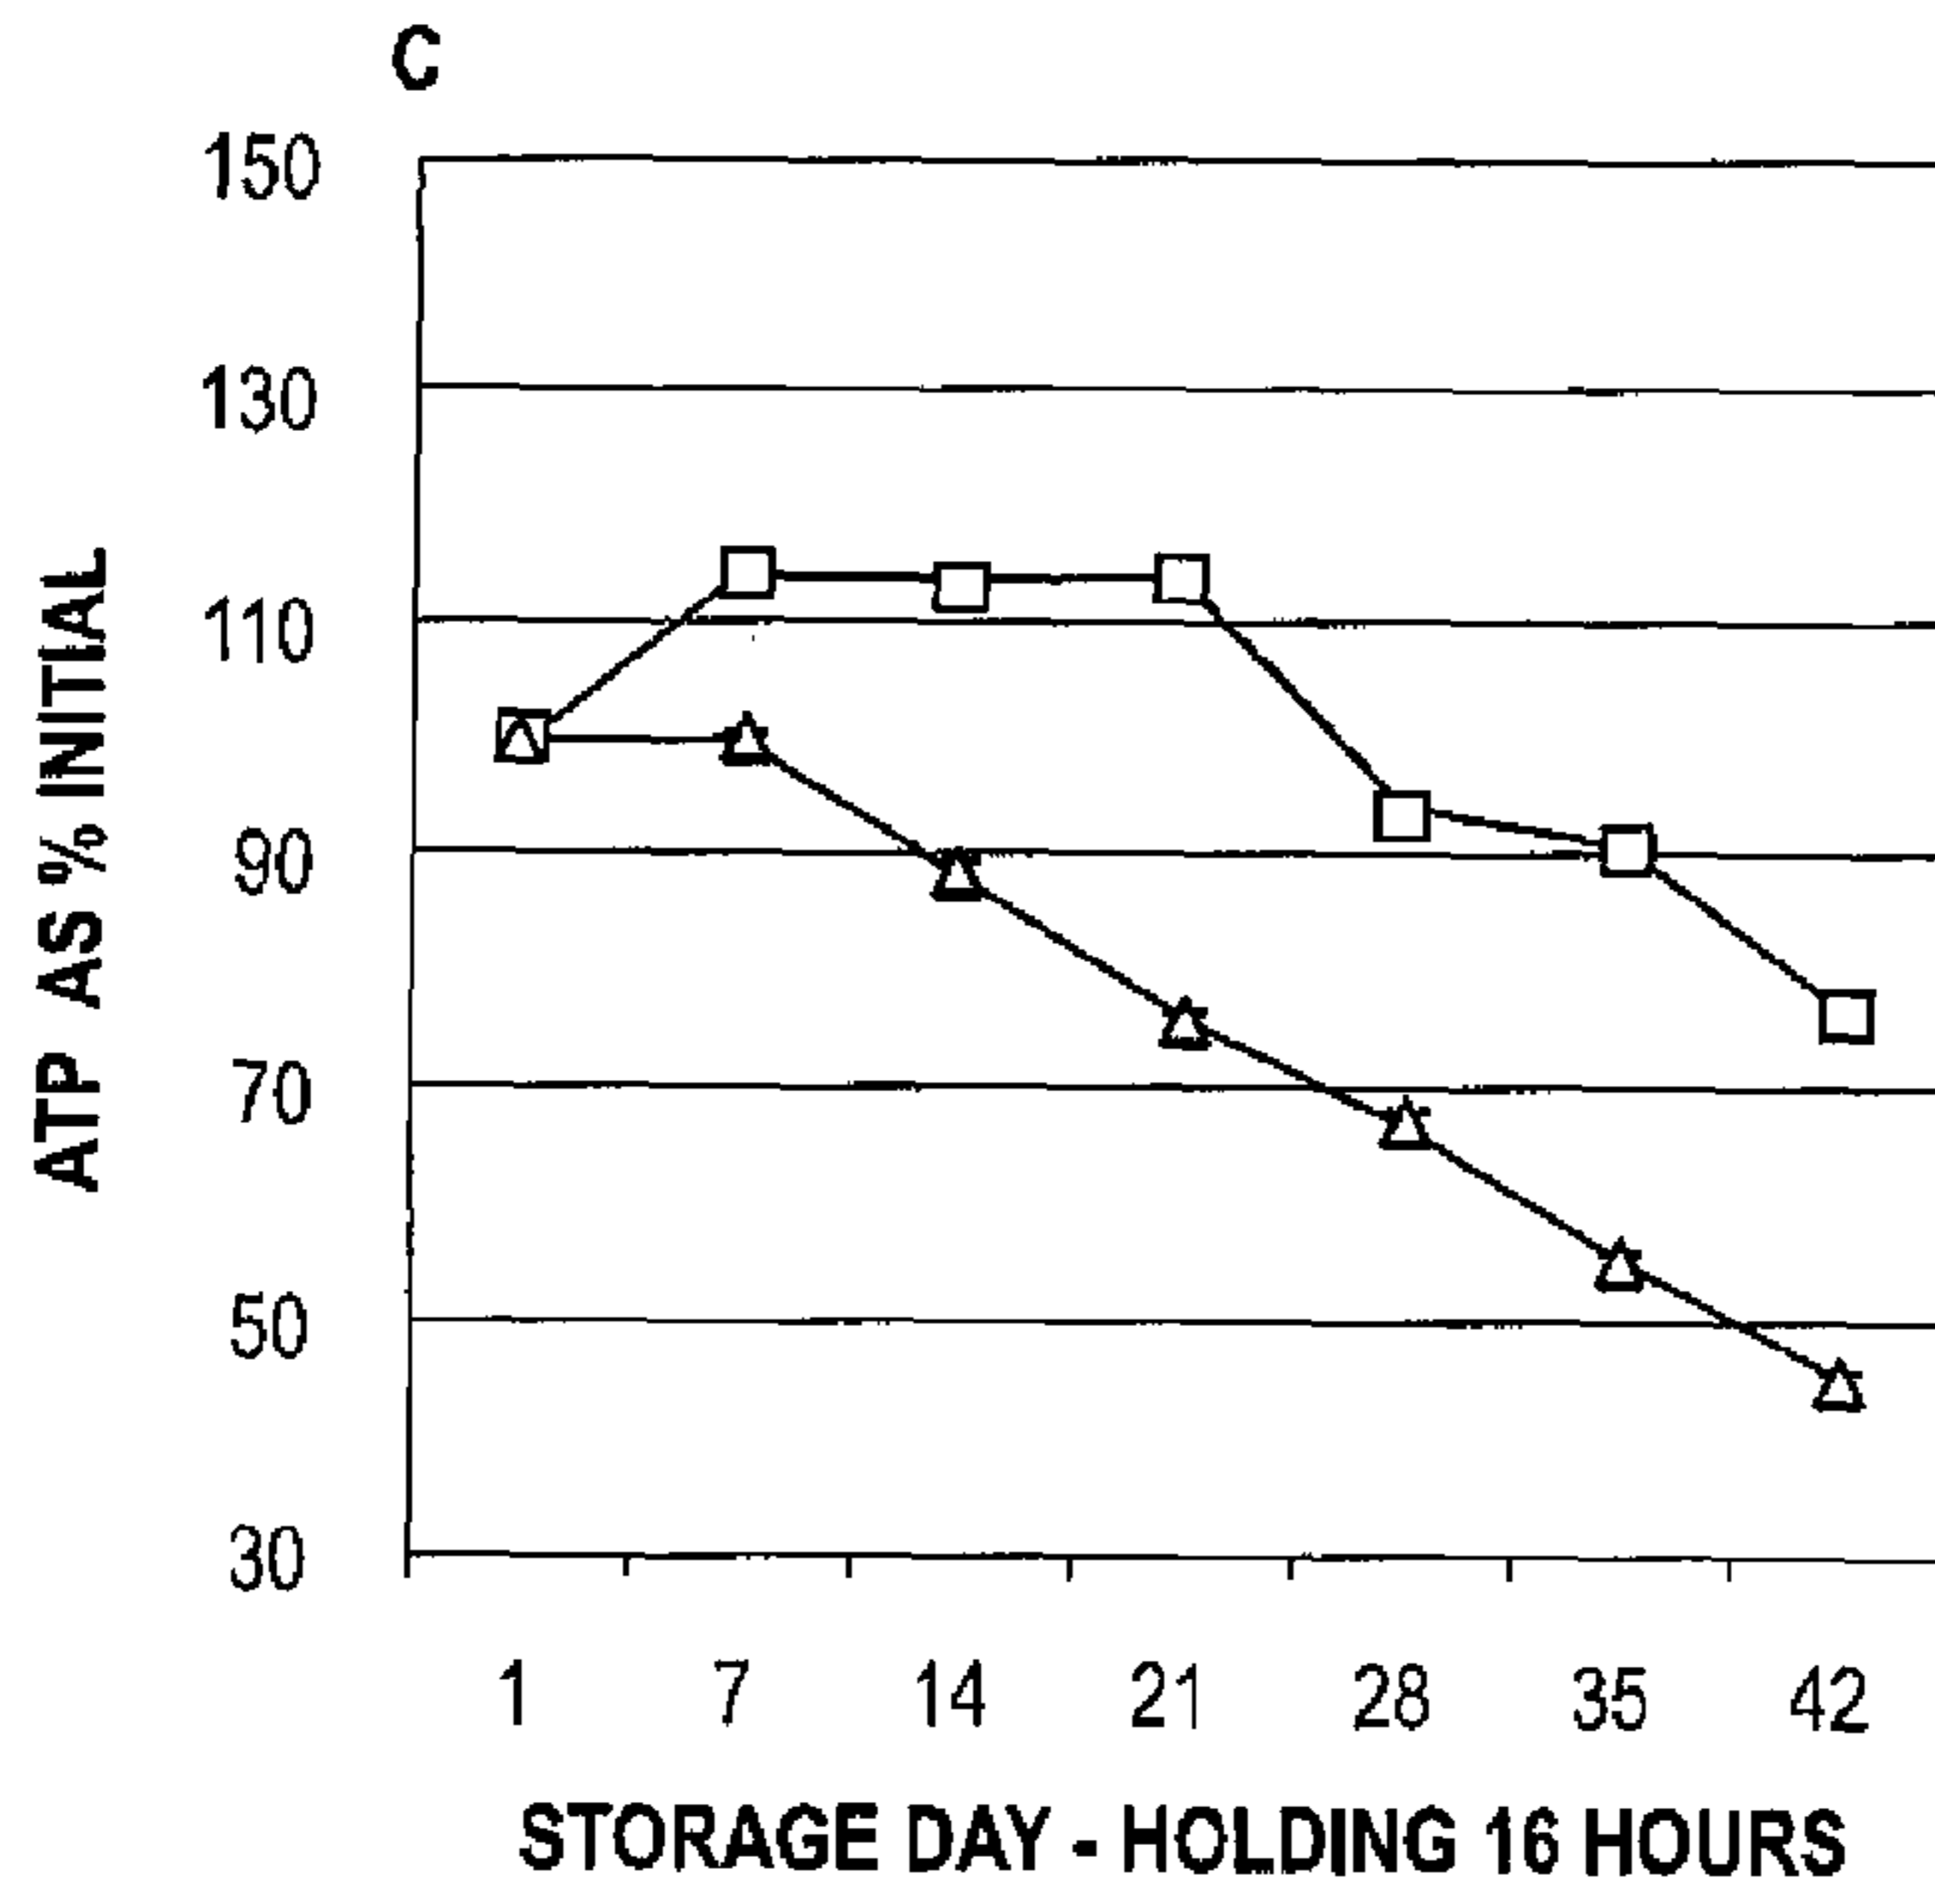 C
150
130
110
90
70
50
30
ATP AS % INITIAL
1 7 14 21 28 35 42
STORAGE DAY - HOLDING 16 HOURS